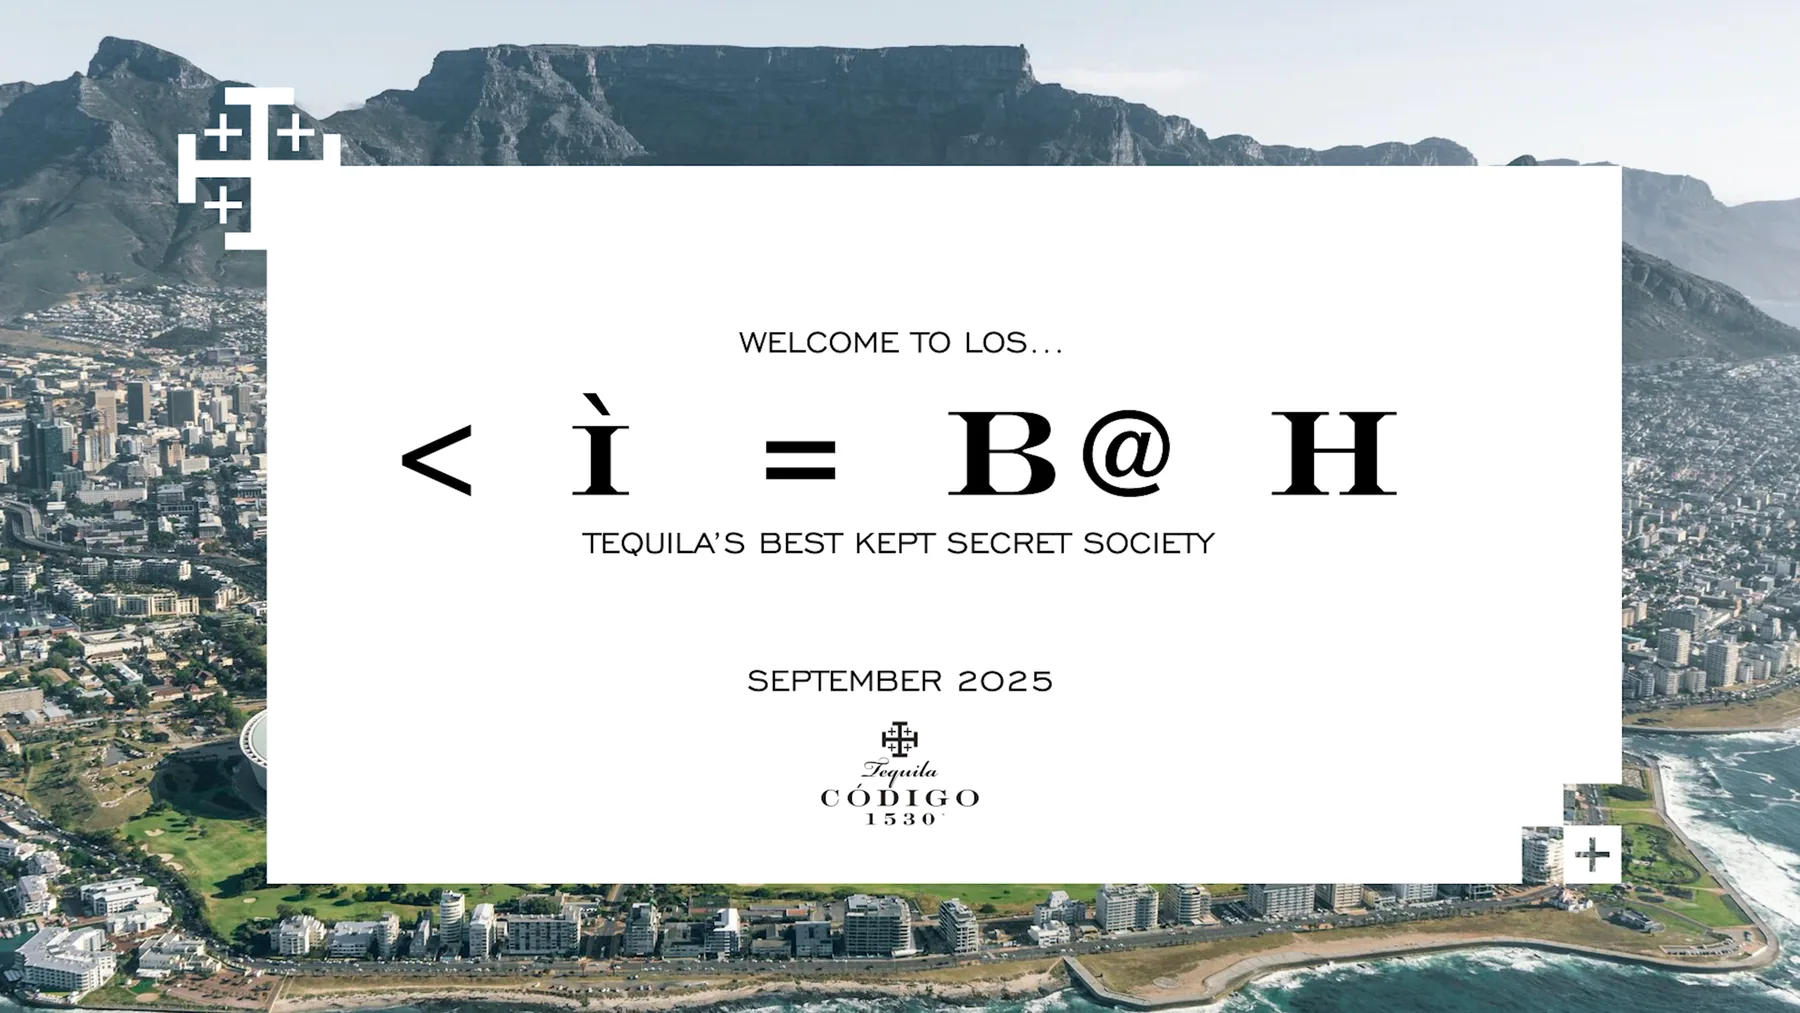 WELCOME TO LOS...
< Ì = B@ H
TEQUILA'S BEST KEPT SECRET SOCIETY
SEPTEMBER 2025
Tequila
CÓDIGO
1530